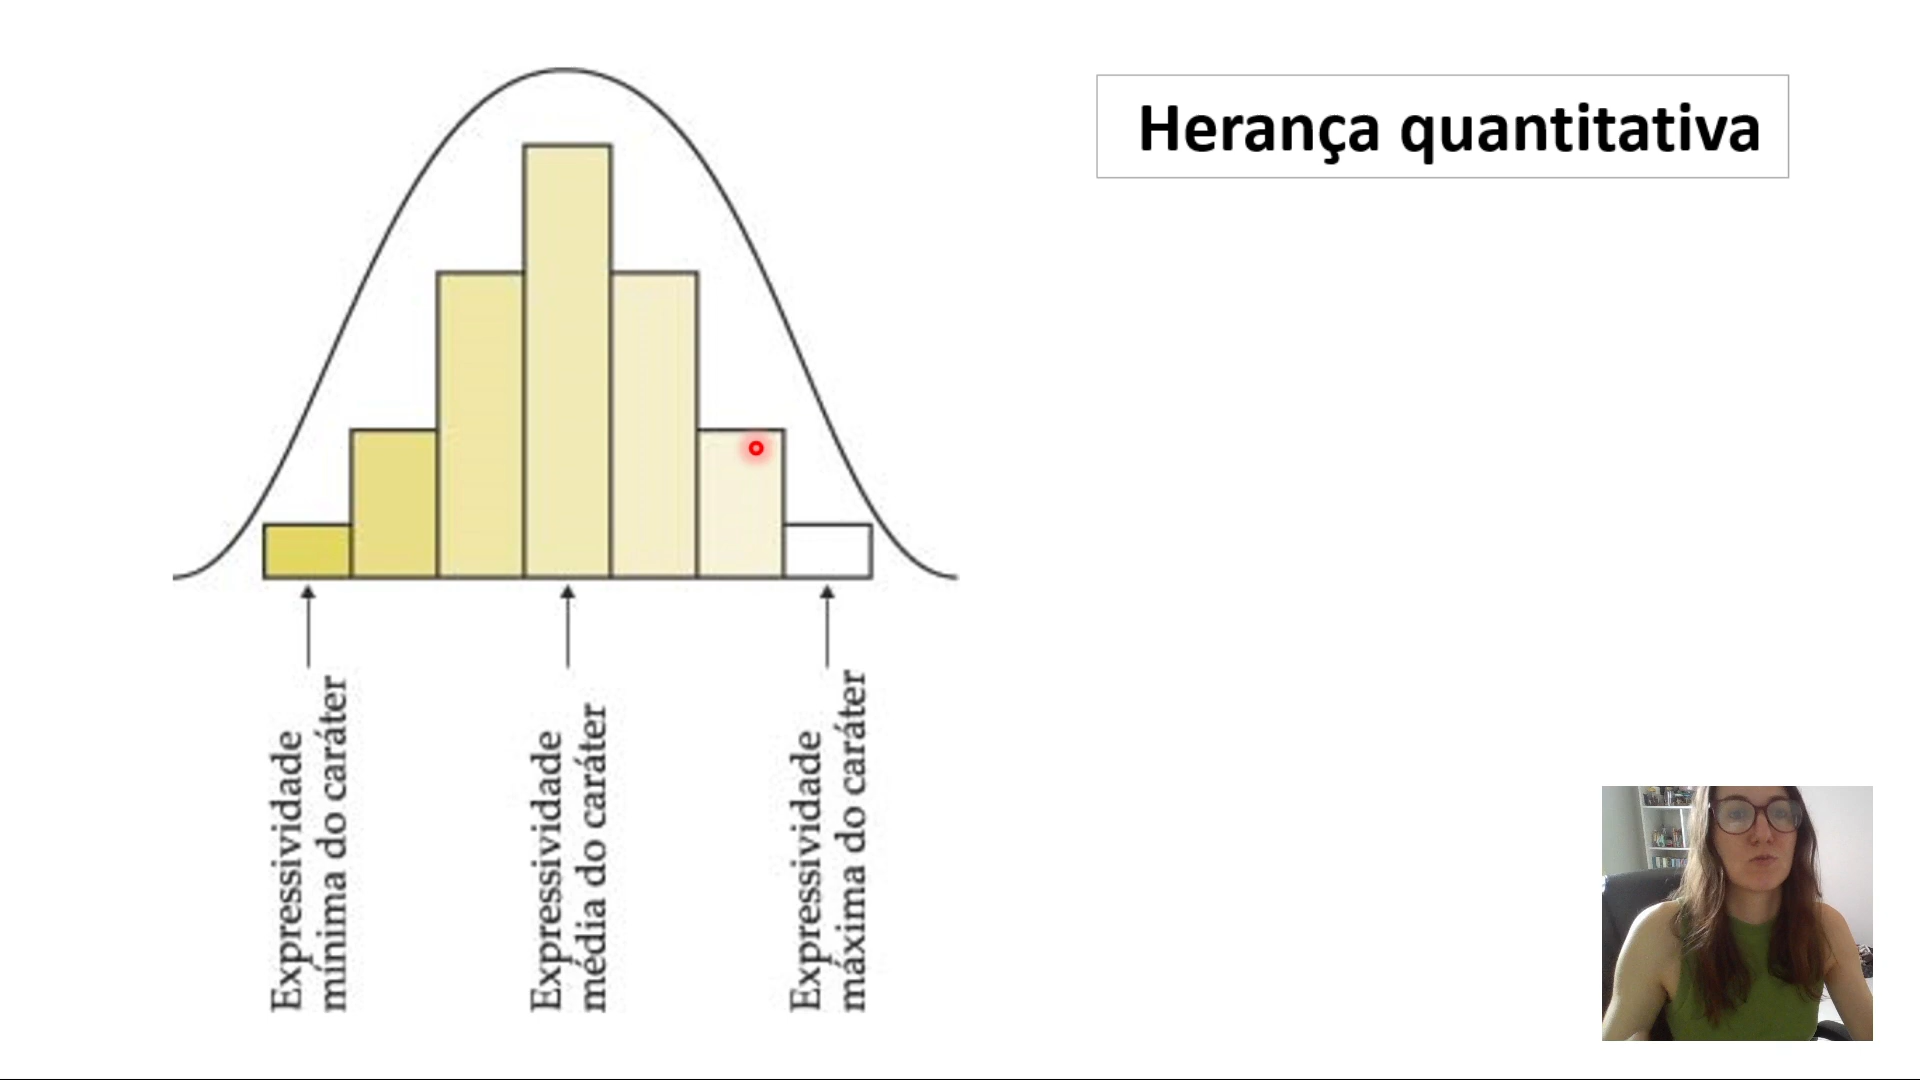 Herança quantitativa
Expressividade
mínima do caráter
Expressividade
média do caráter
Expressividade
máxima do caráter